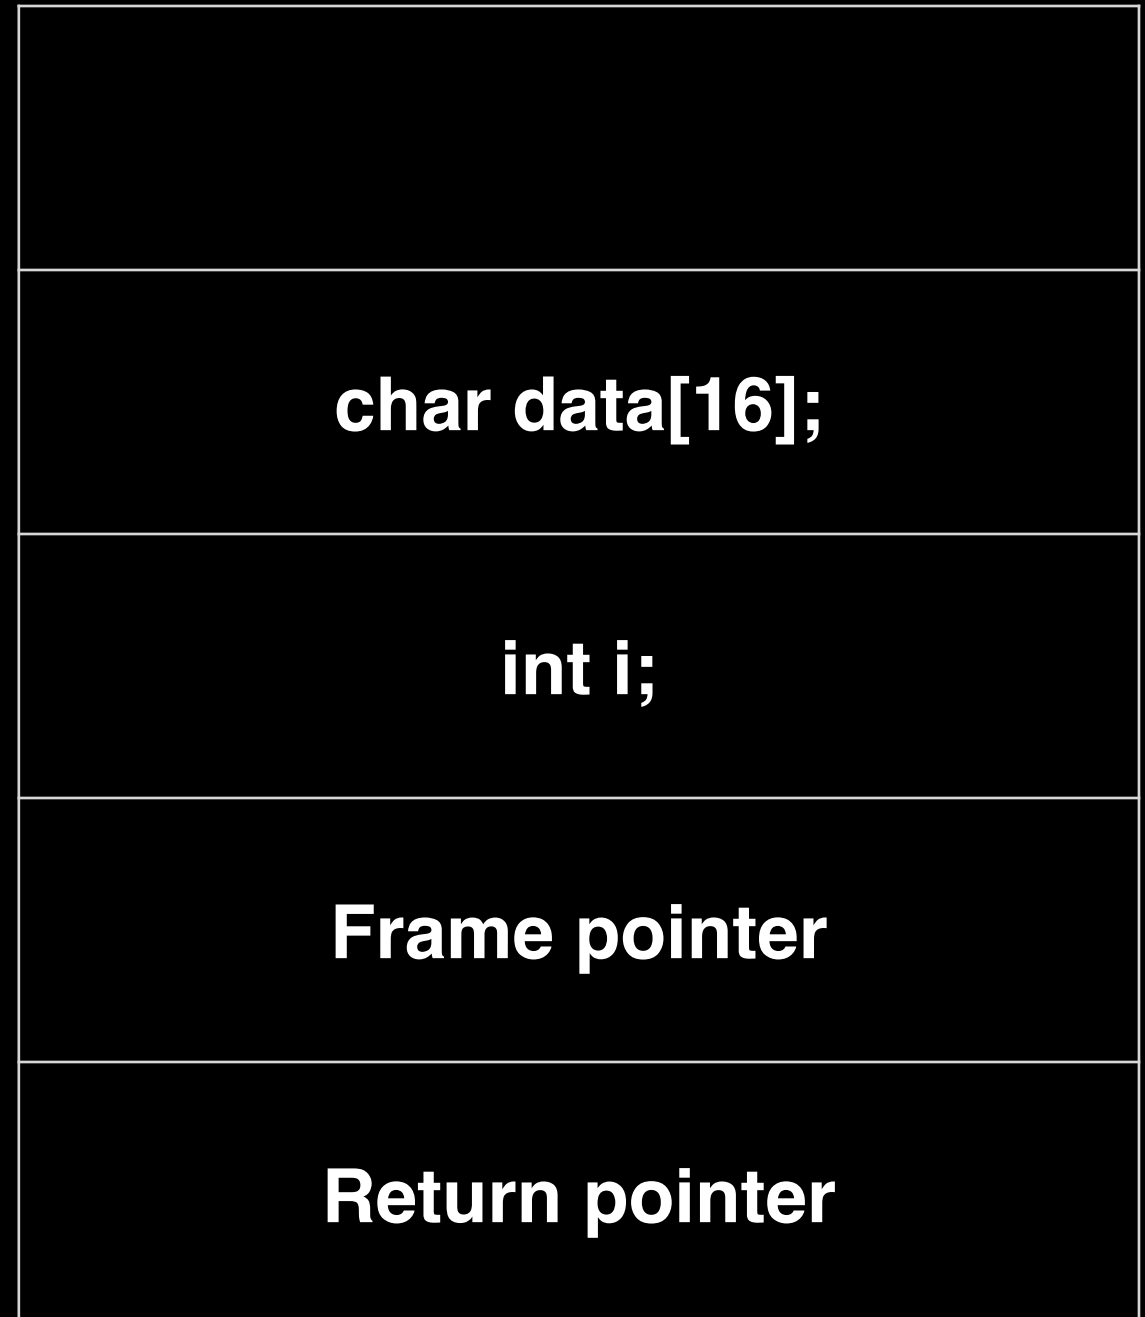 char data[16];
int i;
Frame pointer
Return pointer